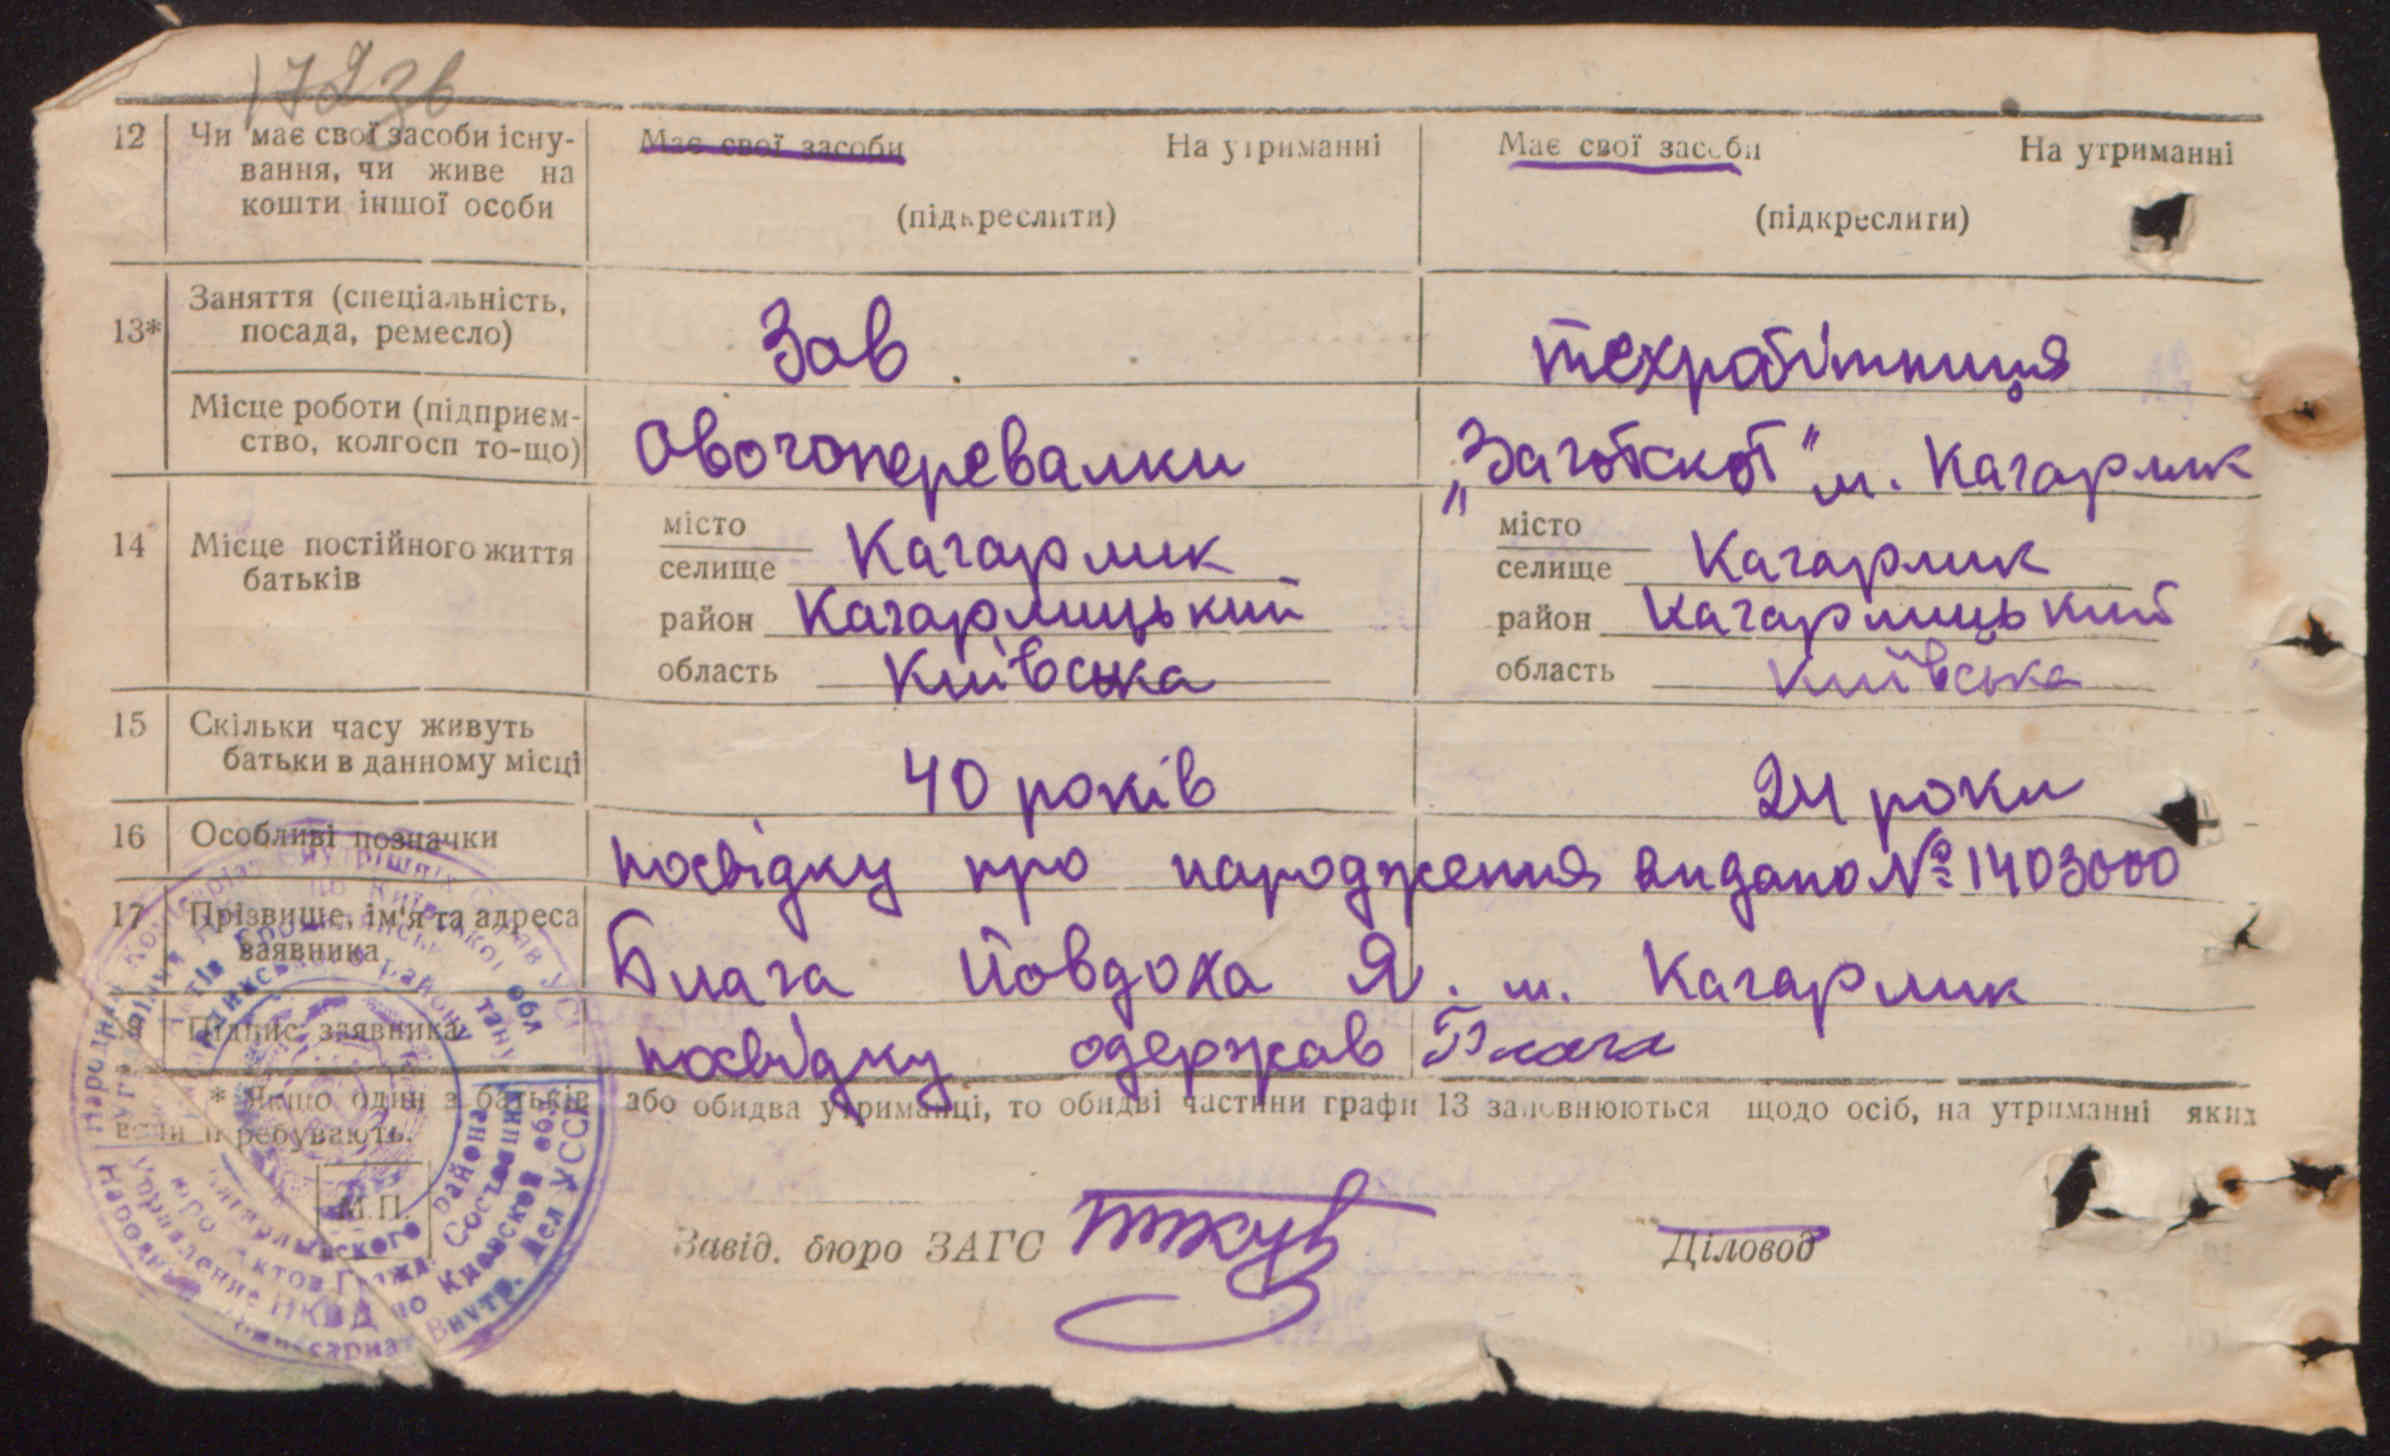 172зв
12 Чи має свої засоби існу- Має свої засоби На утриманні Має свої засоби На утриманні
вання, чи живе на
кошти іншої особи (підкреслити) (підкреслити)
13* Заняття (спеціальність,
посада, ремесло) Зав. техробітниця
Місце роботи (підприєм-
ство, колгосп то-що) Овочоперевалки „Заготскот" м. Кагарлик
14 Місце постійного життя
батьків
місто місто
селище Кагарлик селище Кагарлик
район Кагарлицький район Кагарлицький
область Київська область Київська
15 Скільки часу живуть
батьки в данному місці 40 років 24 роки
16 Особливі позначки посвідку про народження видано № 1403000
17 Прізвище, ім'я та адреса
заявника Блага Йовдоха Я. м. Кагарлик
Підпис заявника посвідку одержав Блага
* Якщо один з батьків або обидва утриманці, то обидві частини графи 13 заповнюються щодо осіб, на утриманні яких
вони перебувають.
М.П.
Завід. бюро ЗАГС Діловод